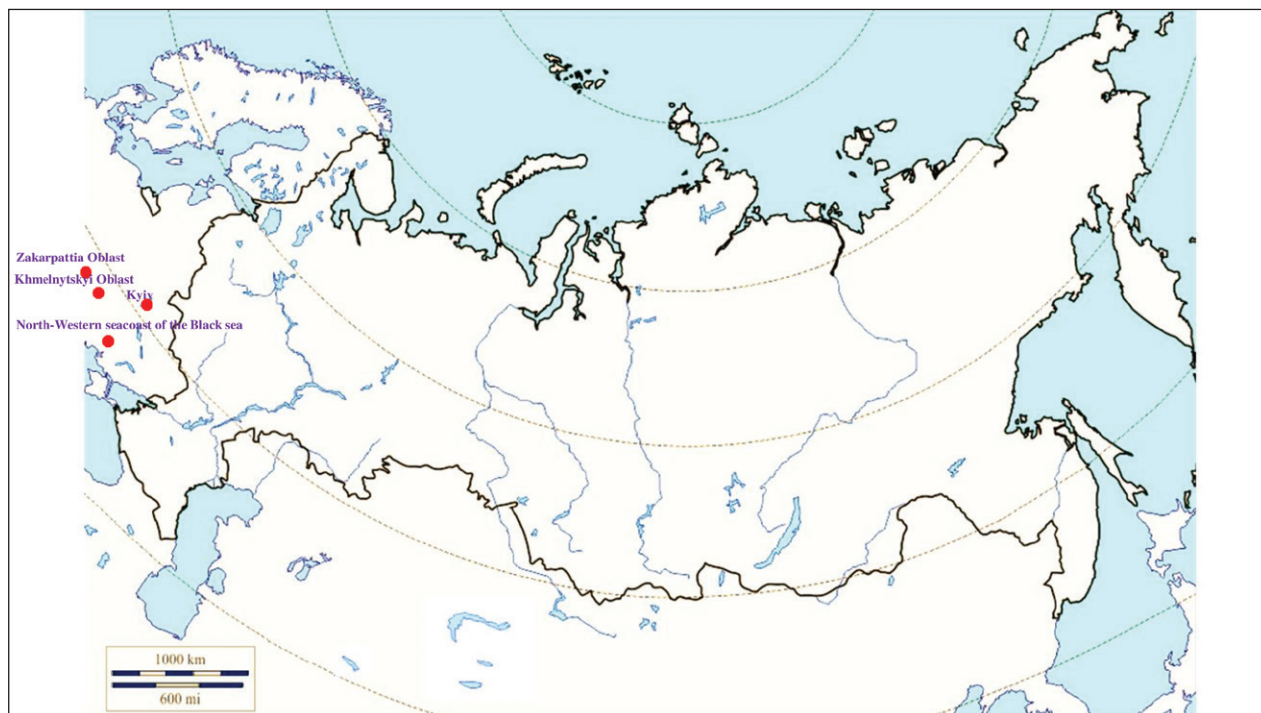 Zakarpattia Oblast
Khmelnytskyi Oblast
Kyiv
North-Western seacoast of the Black sea
1000 km
600 mi